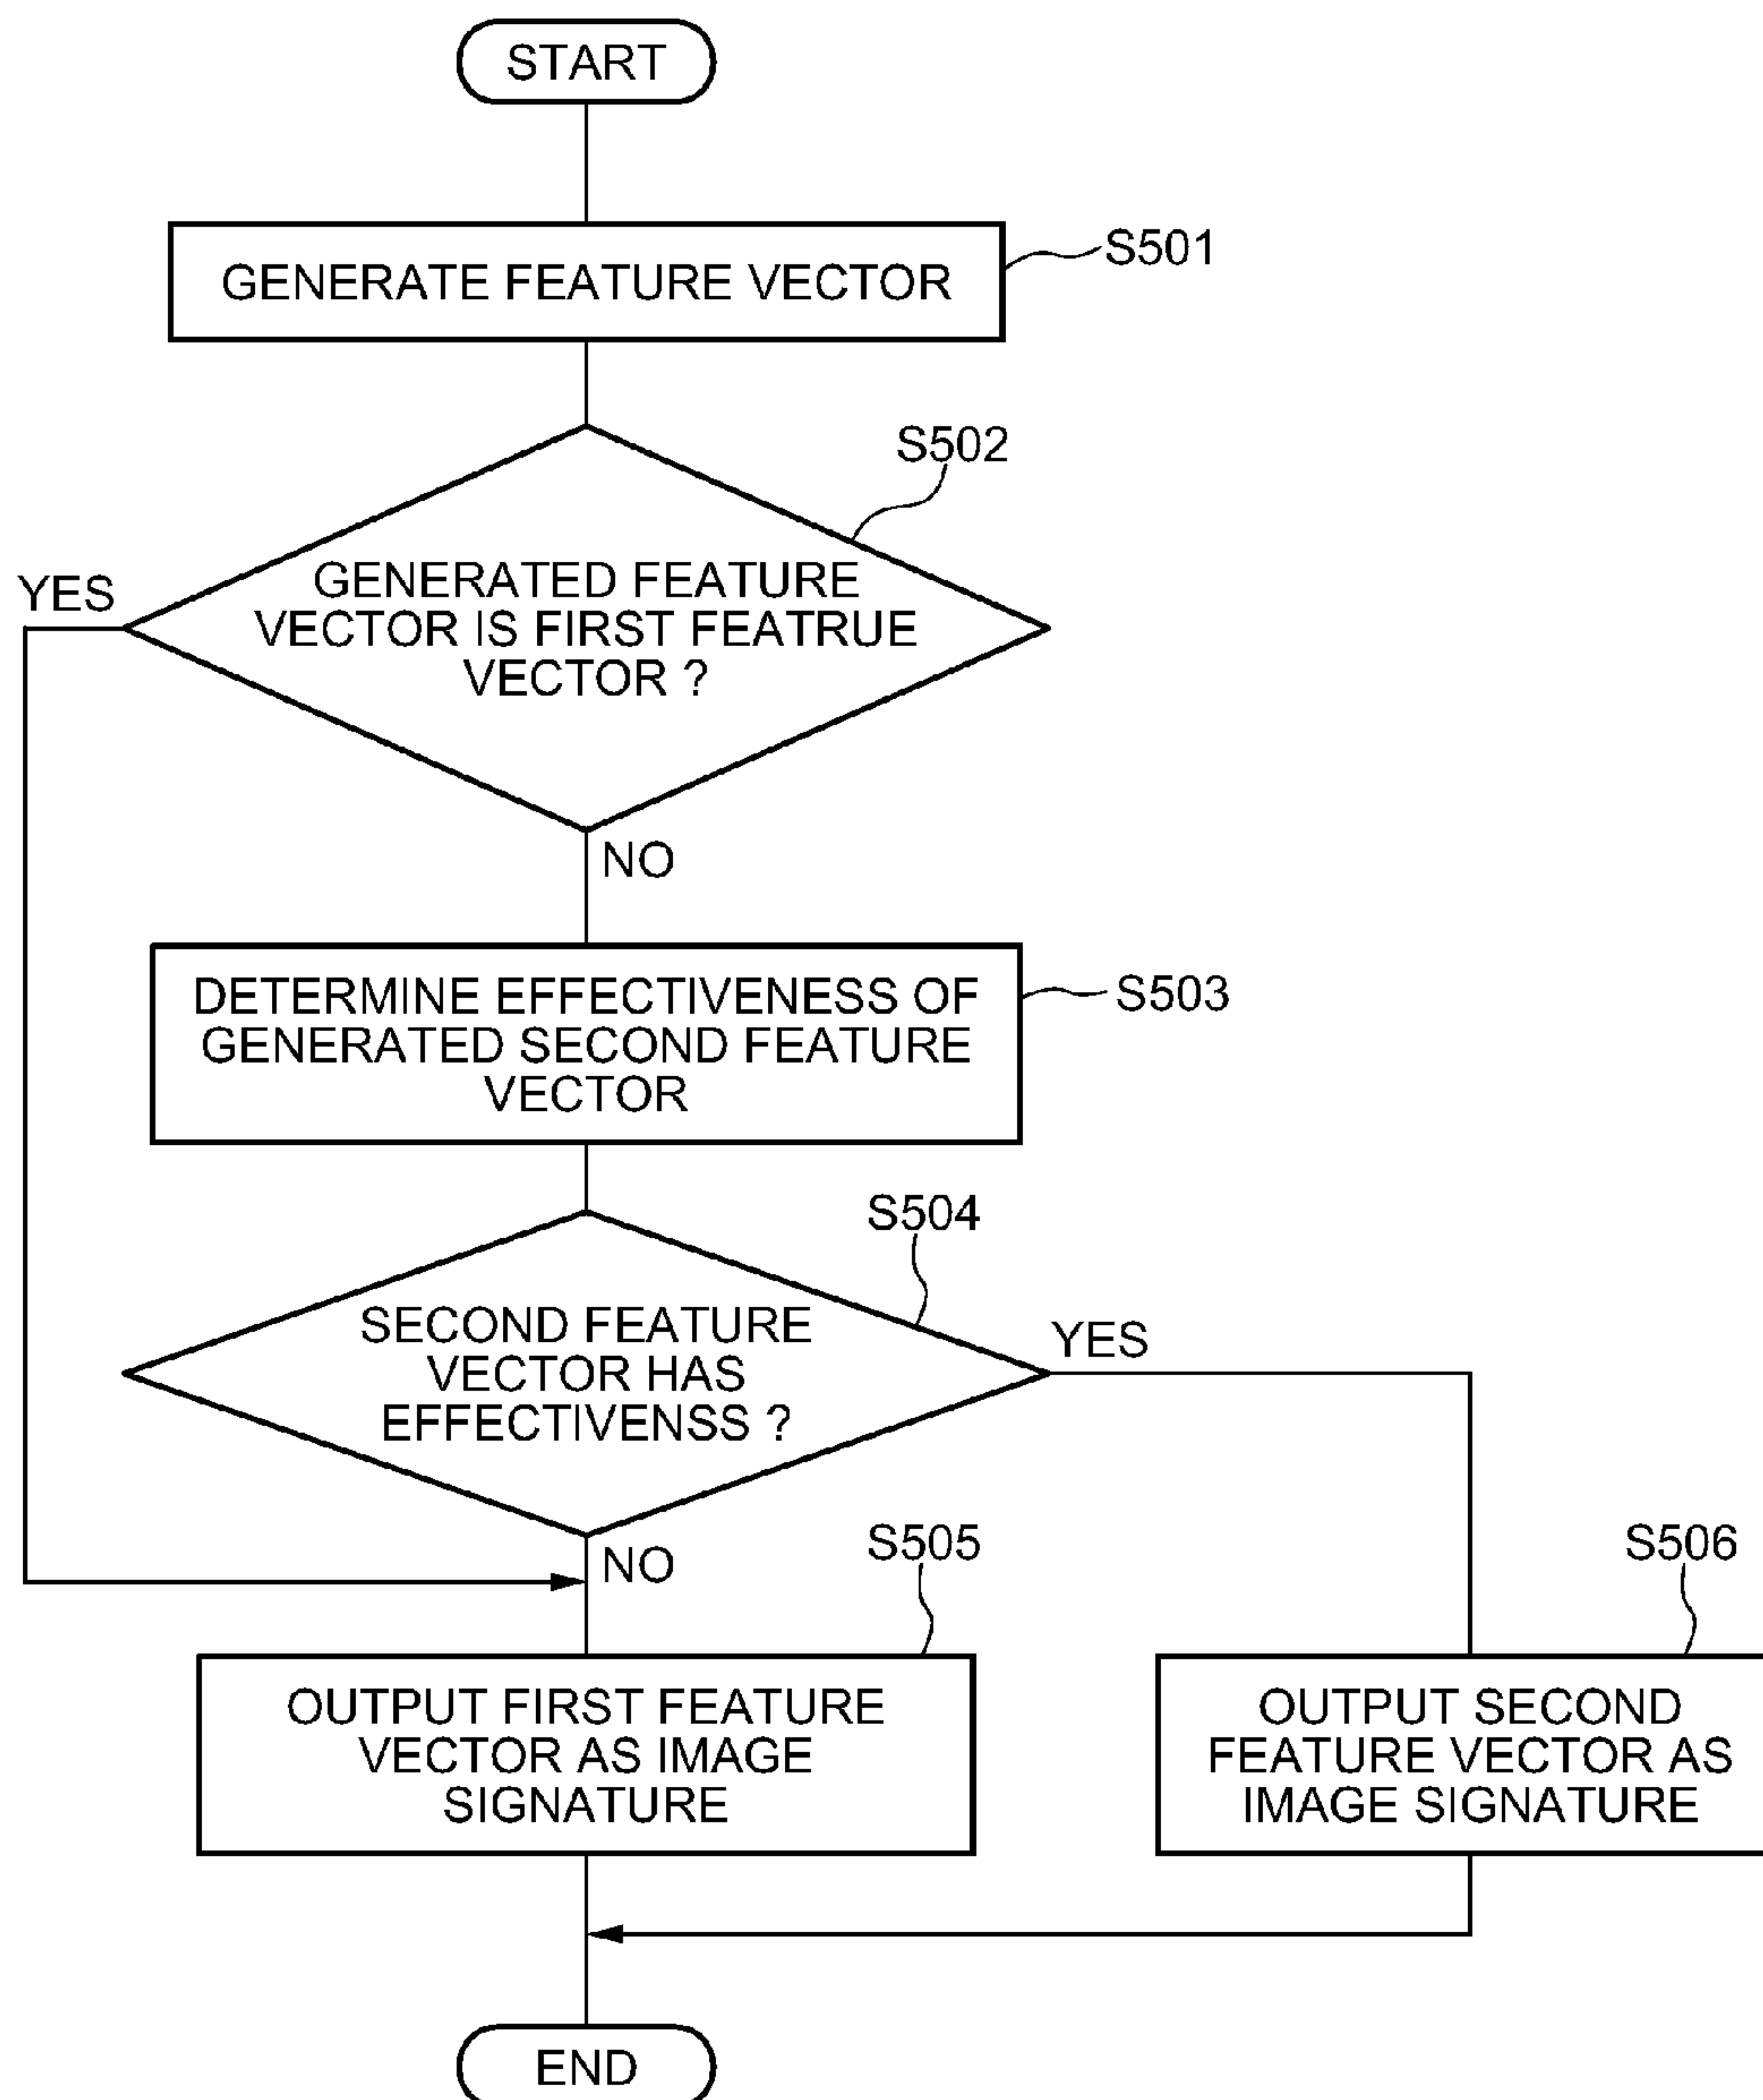 START
GENERATE FEATURE VECTOR
S501
S502
GENERATED FEATURE
VECTOR IS FIRST FEATRUE
VECTOR ?
YES
NO
DETERMINE EFFECTIVENESS OF
GENERATED SECOND FEATURE
VECTOR
S503
S504
SECOND FEATURE
VECTOR HAS
EFFECTIVENSS ?
YES
NO
S505
OUTPUT FIRST FEATURE
VECTOR AS IMAGE
SIGNATURE
S506
OUTPUT SECOND
FEATURE VECTOR AS
IMAGE SIGNATURE
END